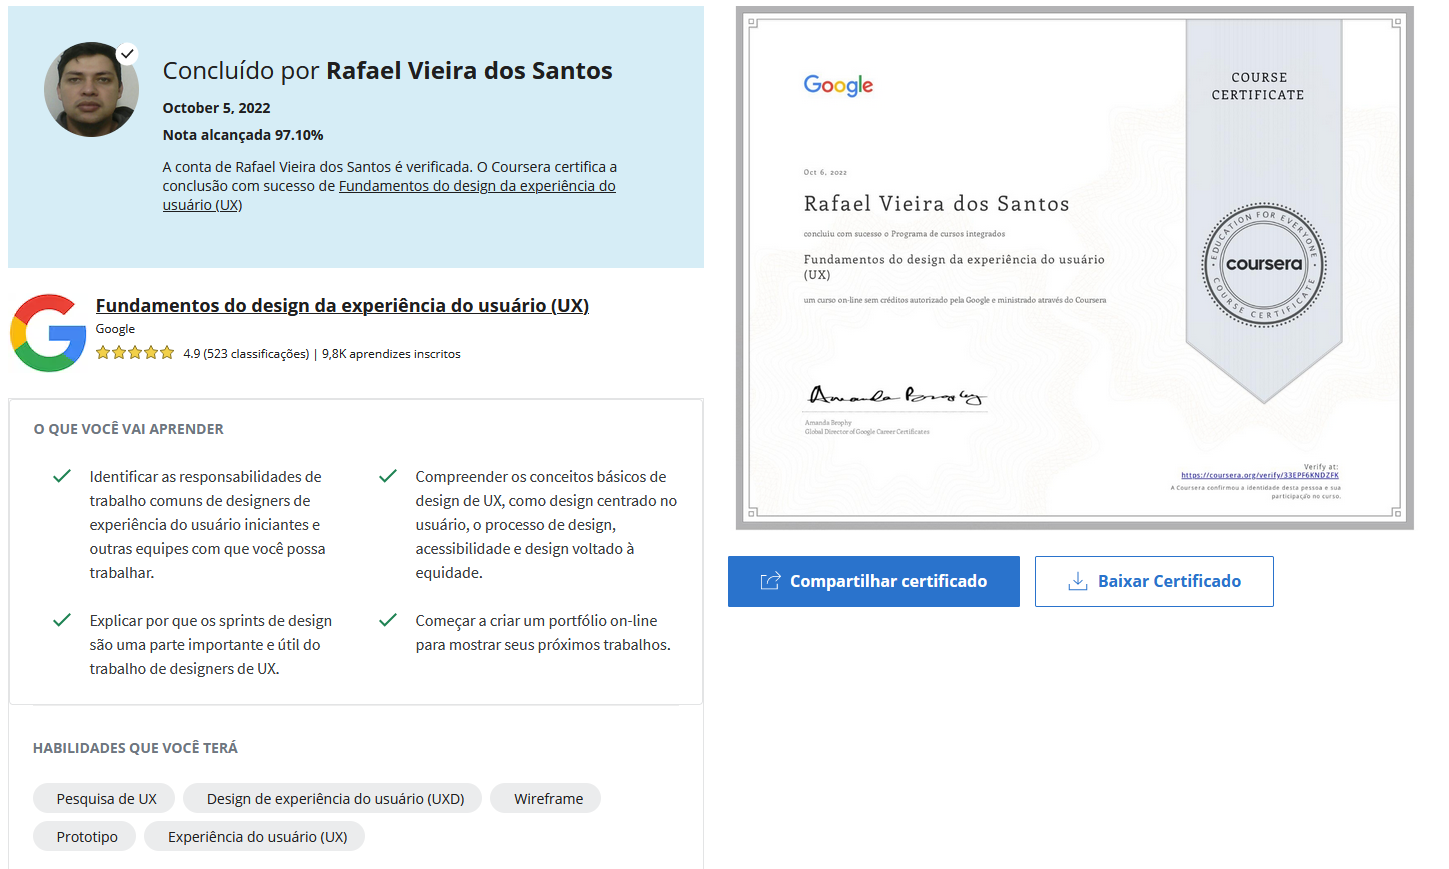 Concluído por Rafael Vieira dos Santos
October 5, 2022
Nota alcançada 97.10%
A conta de Rafael Vieira dos Santos é verificada. O Coursera certifica a
conclusão com sucesso de Fundamentos do design da experiência do
usuário (UX)
Fundamentos do design da experiência do usuário (UX)
Google
4.9 (523 classificações) | 9,8K aprendizes inscritos
O QUE VOCÊ VAI APRENDER
Identificar as responsabilidades de
trabalho comuns de designers de
experiência do usuário iniciantes e
outras equipes com que você possa
trabalhar.
Compreender os conceitos básicos de
design de UX, como design centrado no
usuário, o processo de design,
acessibilidade e design voltado à
equidade.
Explicar por que os sprints de design
são uma parte importante e útil do
trabalho de designers de UX.
Começar a criar um portfólio on-line
para mostrar seus próximos trabalhos.
HABILIDADES QUE VOCÊ TERÁ
Pesquisa de UX
Design de experiência do usuário (UXD)
Wireframe
Prototipo
Experiência do usuário (UX)
Google
COURSE
CERTIFICATE
Oct 6, 2022
Rafael Vieira dos Santos
concluiu com sucesso o Programa de cursos integrados
Fundamentos do design da experiência do usuário
(UX)
um curso on-line sem créditos autorizado pela Google e ministrado através do Coursera
EDUCATION FOR EVERYONE
coursera
COURSE CERTIFICATE
Amanda Brophy
Amanda Brophy
Global Director of Google Career Certificates
Verify at:
https://coursera.org/verify/33EPF6KNDZFK
A Coursera confirmou a identidade desta pessoa e sua
participação no curso.
Compartilhar certificado
Baixar Certificado